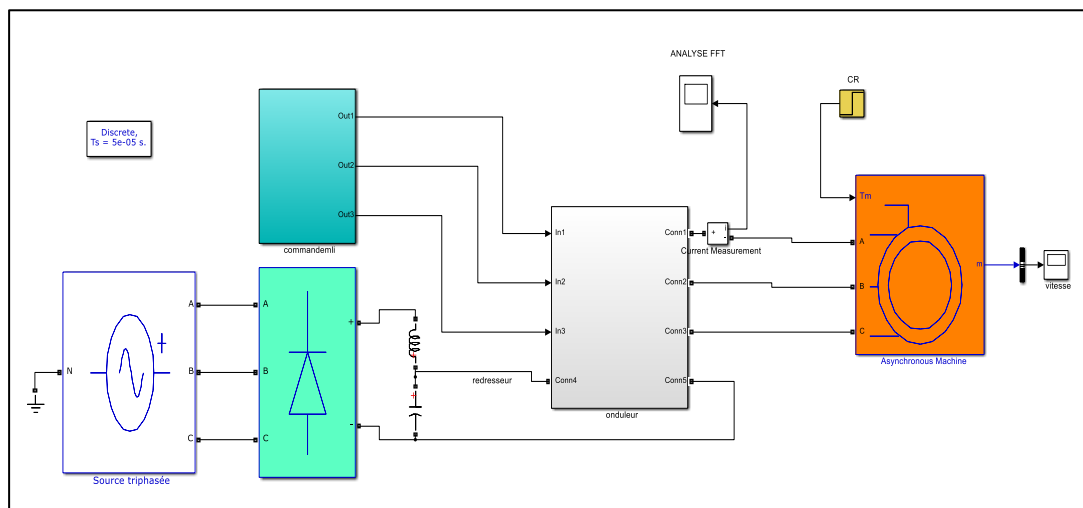 ANALYSE FFT
CR
Discrete,
Ts = 5e-05 s.
Out1
Out2
Out3
commandemli
Tm
A
B
C
m
Asynchronous Machine
vitesse
In1
In2
In3
Conn4
Conn1
Conn2
Conn3
Conn5
onduleur
+
i
-
Current Measurement
N
A
B
C
Source triphasée
A
B
C
+
-
redresseur
+